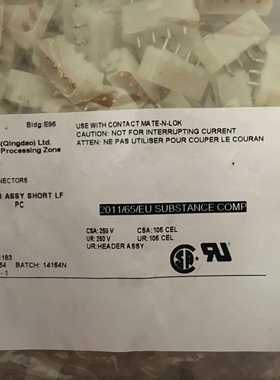 Bldg:E96
(Qingdao) Ltd.
Processing Zone
USE WITH CONTACT MATE-N-LOK
CAUTION: NOT FOR INTERRUPTING CURRENT
ATTEN: NE PAS UTILISER POUR COUPER LE COURAN
NECTORS
ASSY SHORT LF
PC
2011/65/EU SUBSTANCE COMP
CSA: 250 V CSA: 105 CEL
UR: 250 V UR: 105 CEL
UR: HEADER ASSY
BATCH: 14164N